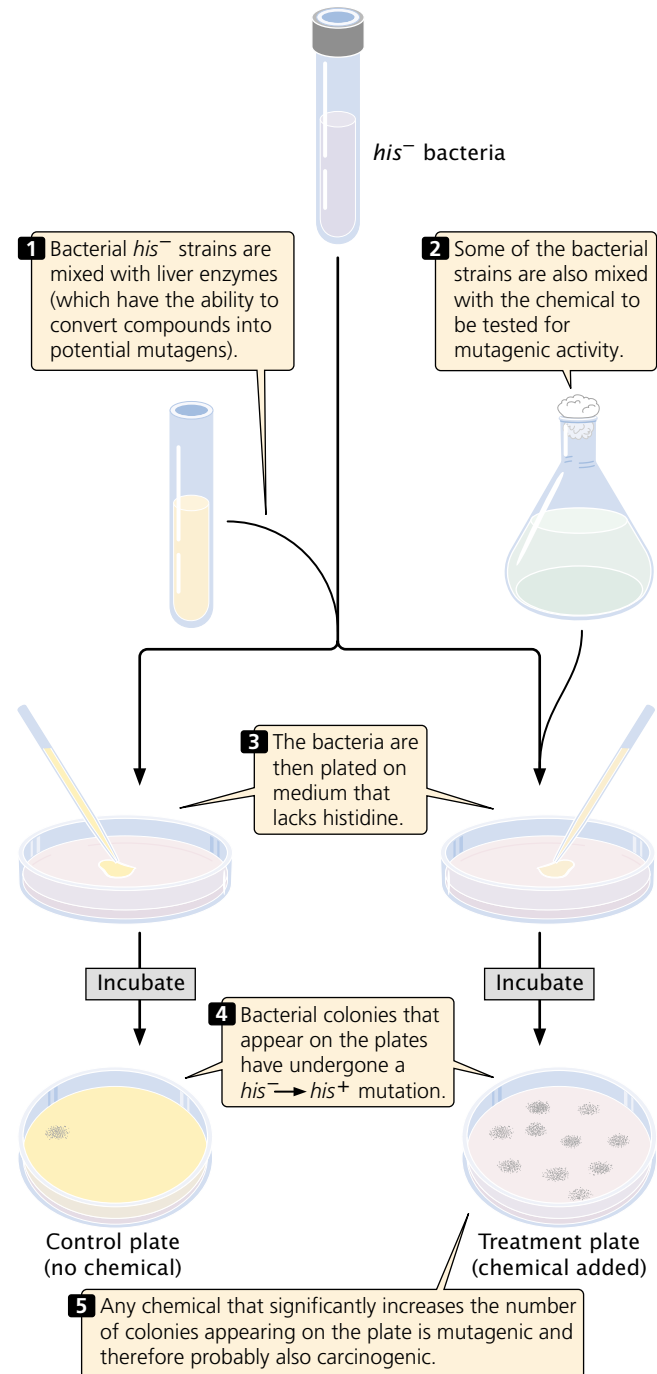 his⁻ bacteria
1 Bacterial his⁻ strains are
mixed with liver enzymes
(which have the ability to
convert compounds into
potential mutagens).
2 Some of the bacterial
strains are also mixed
with the chemical to
be tested for
mutagenic activity.
3 The bacteria are
then plated on
medium that
lacks histidine.
Incubate
Incubate
4 Bacterial colonies that
appear on the plates
have undergone a
his⁻ → his⁺ mutation.
Control plate
(no chemical)
Treatment plate
(chemical added)
5 Any chemical that significantly increases the number
of colonies appearing on the plate is mutagenic and
therefore probably also carcinogenic.